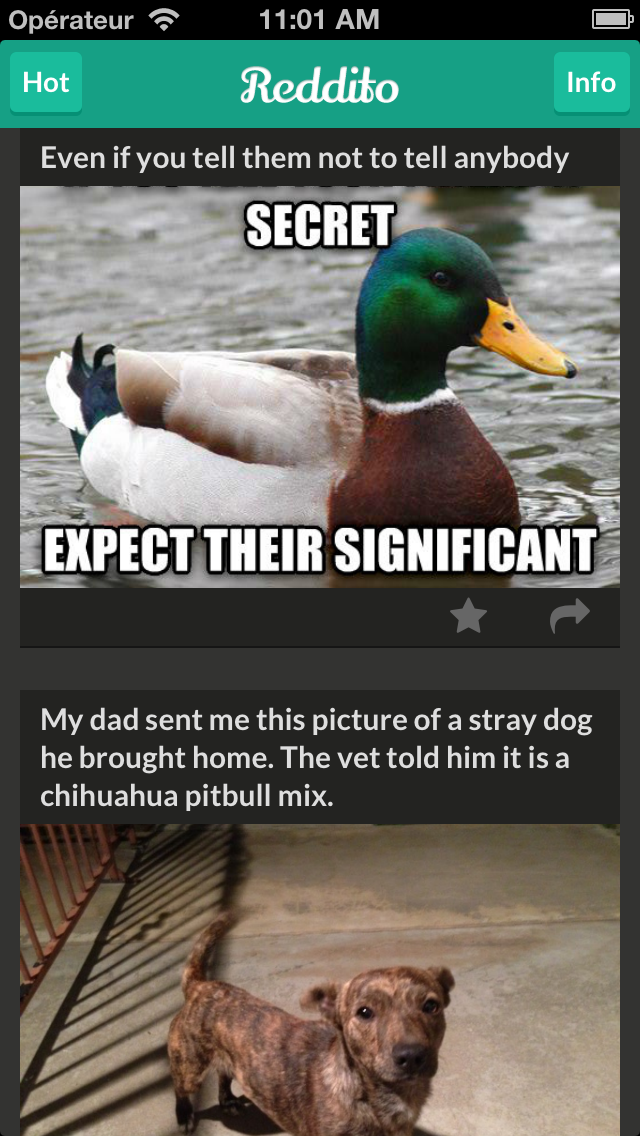 Opérateur 11:01 AM
Hot Reddito Info
Even if you tell them not to tell anybody
SECRET
EXPECT THEIR SIGNIFICANT
My dad sent me this picture of a stray dog
he brought home. The vet told him it is a
chihuahua pitbull mix.